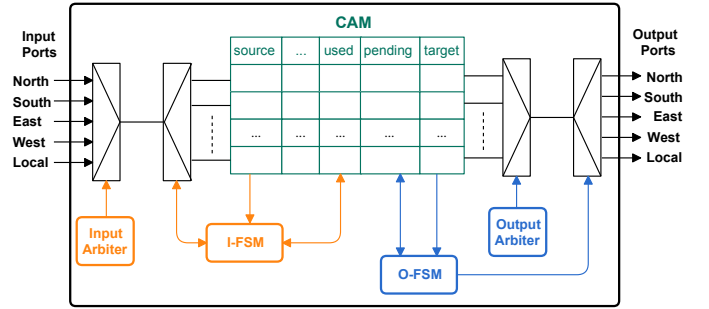 CAM
Input
Ports
Output
Ports
source ... used pending target
North
South
East
West
Local
... ... ... ...
North
South
East
West
Local
Input
Arbiter
I-FSM
Output
Arbiter
O-FSM